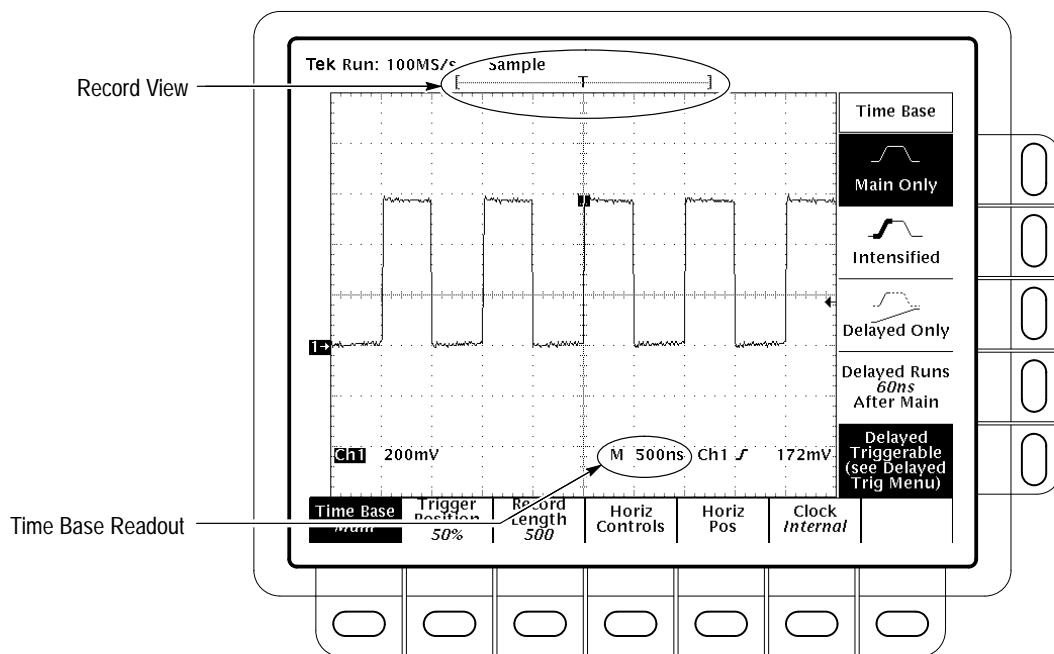 Tek Run: 100MS/s Sample
[ T ]
Record View
Time Base
Main Only
Intensified
Delayed Only
Delayed Runs
60ns
After Main
Delayed
Triggerable
(see Delayed
Trig Menu)
1→
Ch1 200mV M 500ns Ch1 172mV
Time Base Readout
Time Base
Main
Trigger
Position
50%
Record
Length
500
Horiz
Controls
Horiz
Pos
Clock
Internal